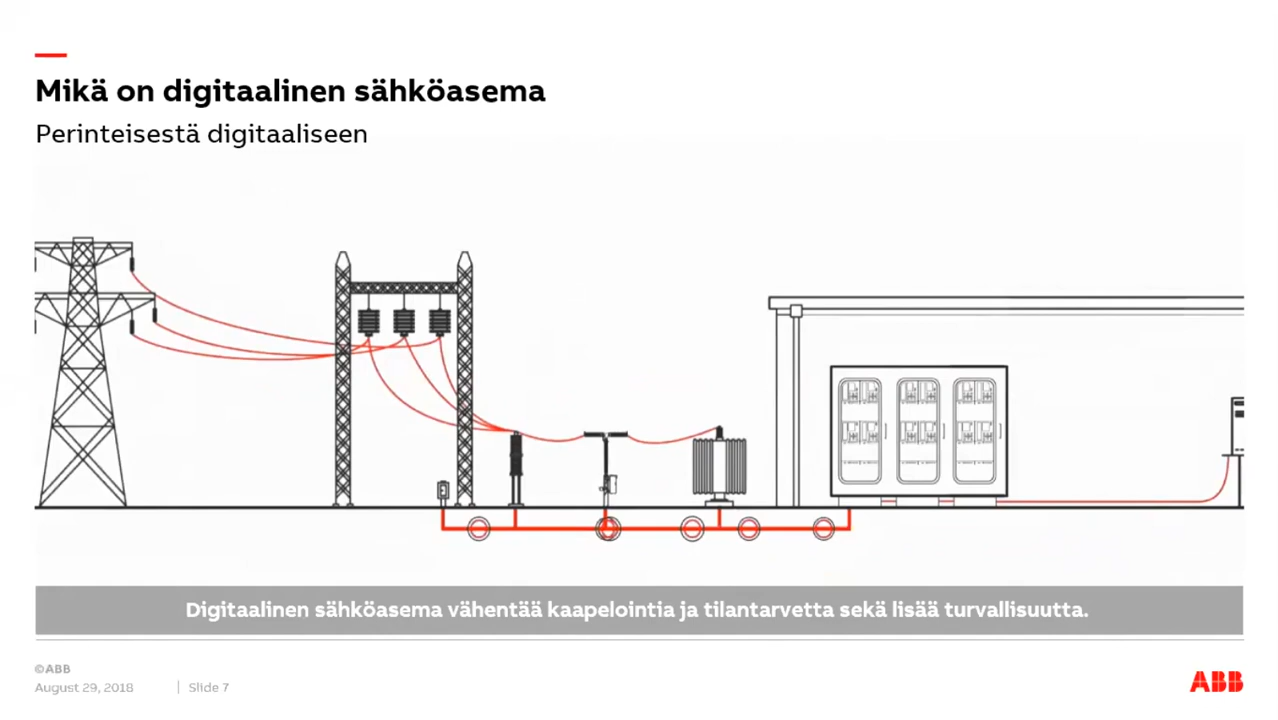 Mikä on digitaalinen sähköasema
Perinteisestä digitaaliseen
Digitaalinen sähköasema vähentää kaapelointia ja tilantarvetta sekä lisää turvallisuutta.
©ABB
August 29, 2018 | Slide 7
ABB